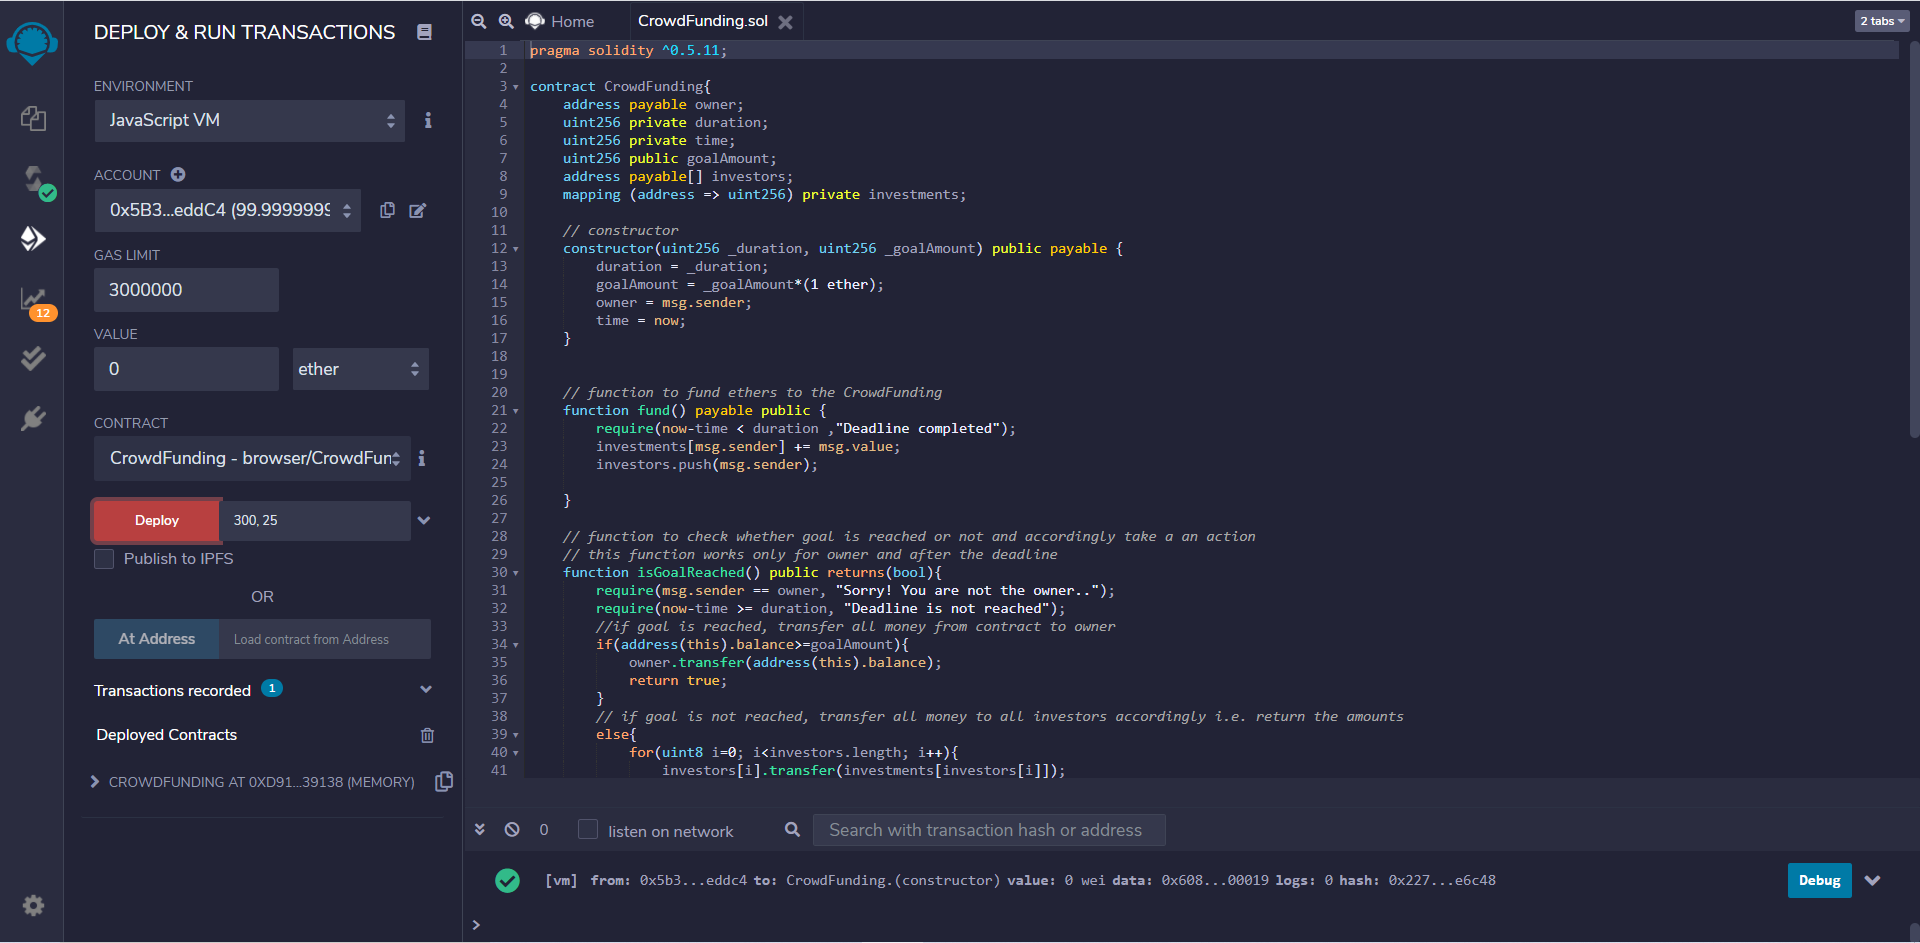 DEPLOY & RUN TRANSACTIONS
ENVIRONMENT
JavaScript VM
ACCOUNT
0x5B3...eddC4 (99.9999999
GAS LIMIT
3000000
12
VALUE
0
ether
CONTRACT
CrowdFunding - browser/CrowdFun
Deploy
300, 25
Publish to IPFS
OR
At Address
Load contract from Address
Transactions recorded 1
Deployed Contracts
CROWDFUNDING AT 0XD91...39138 (MEMORY)
Home
CrowdFunding.sol
2 tabs
1 pragma solidity ^0.5.11;
2
3 contract CrowdFunding{
4 address payable owner;
5 uint256 private duration;
6 uint256 private time;
7 uint256 public goalAmount;
8 address payable[] investors;
9 mapping (address => uint256) private investments;
10
11 // constructor
12 constructor(uint256 _duration, uint256 _goalAmount) public payable {
13 duration = _duration;
14 goalAmount = _goalAmount*(1 ether);
15 owner = msg.sender;
16 time = now;
17 }
18
19
20 // function to fund ethers to the CrowdFunding
21 function fund() payable public {
22 require(now-time < duration ,"Deadline completed");
23 investments[msg.sender] += msg.value;
24 investors.push(msg.sender);
25
26 }
27
28 // function to check whether goal is reached or not and accordingly take a an action
29 // this function works only for owner and after the deadline
30 function isGoalReached() public returns(bool){
31 require(msg.sender == owner, "Sorry! You are not the owner..");
32 require(now-time >= duration, "Deadline is not reached");
33 //if goal is reached, transfer all money from contract to owner
34 if(address(this).balance>=goalAmount){
35 owner.transfer(address(this).balance);
36 return true;
37 }
38 // if goal is not reached, transfer all money to all investors accordingly i.e. return the amounts
39 else{
40 for(uint8 i=0; i<investors.length; i++){
41 investors[i].transfer(investments[investors[i]]);
0
listen on network
Search with transaction hash or address
[vm] from: 0x5b3...eddc4 to: CrowdFunding.(constructor) value: 0 wei data: 0x608...00019 logs: 0 hash: 0x227...e6c48
Debug
>